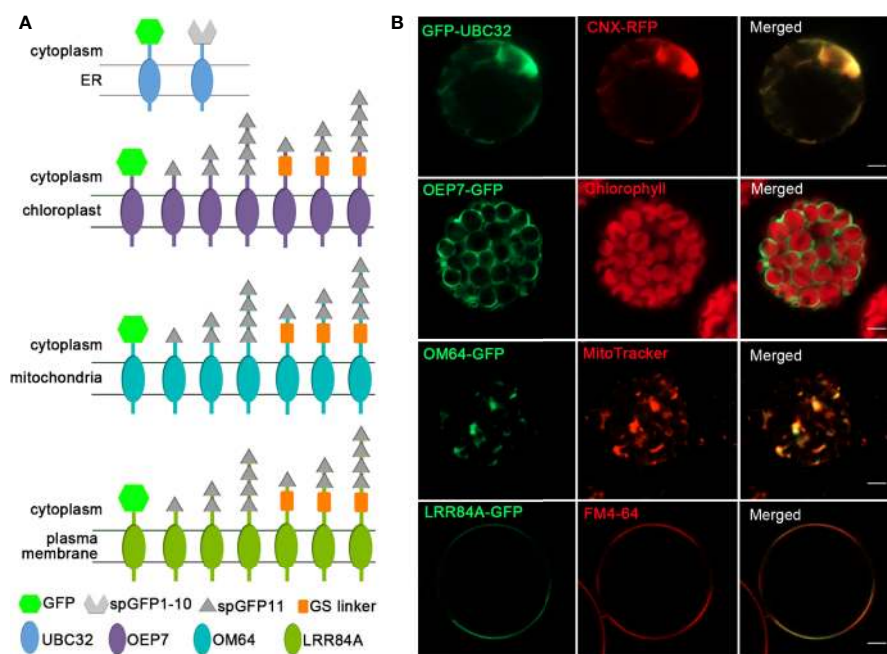 A
cytoplasm
ER
cytoplasm
chloroplast
cytoplasm
mitochondria
cytoplasm
plasma
membrane
GFP spGFP1-10 spGFP11 GS linker
UBC32 OEP7 OM64 LRR84A
B
GFP-UBC32 CNX-RFP Merged
OEP7-GFP Chlorophyll Merged
OM64-GFP MitoTracker Merged
LRR84A-GFP FM4-64 Merged